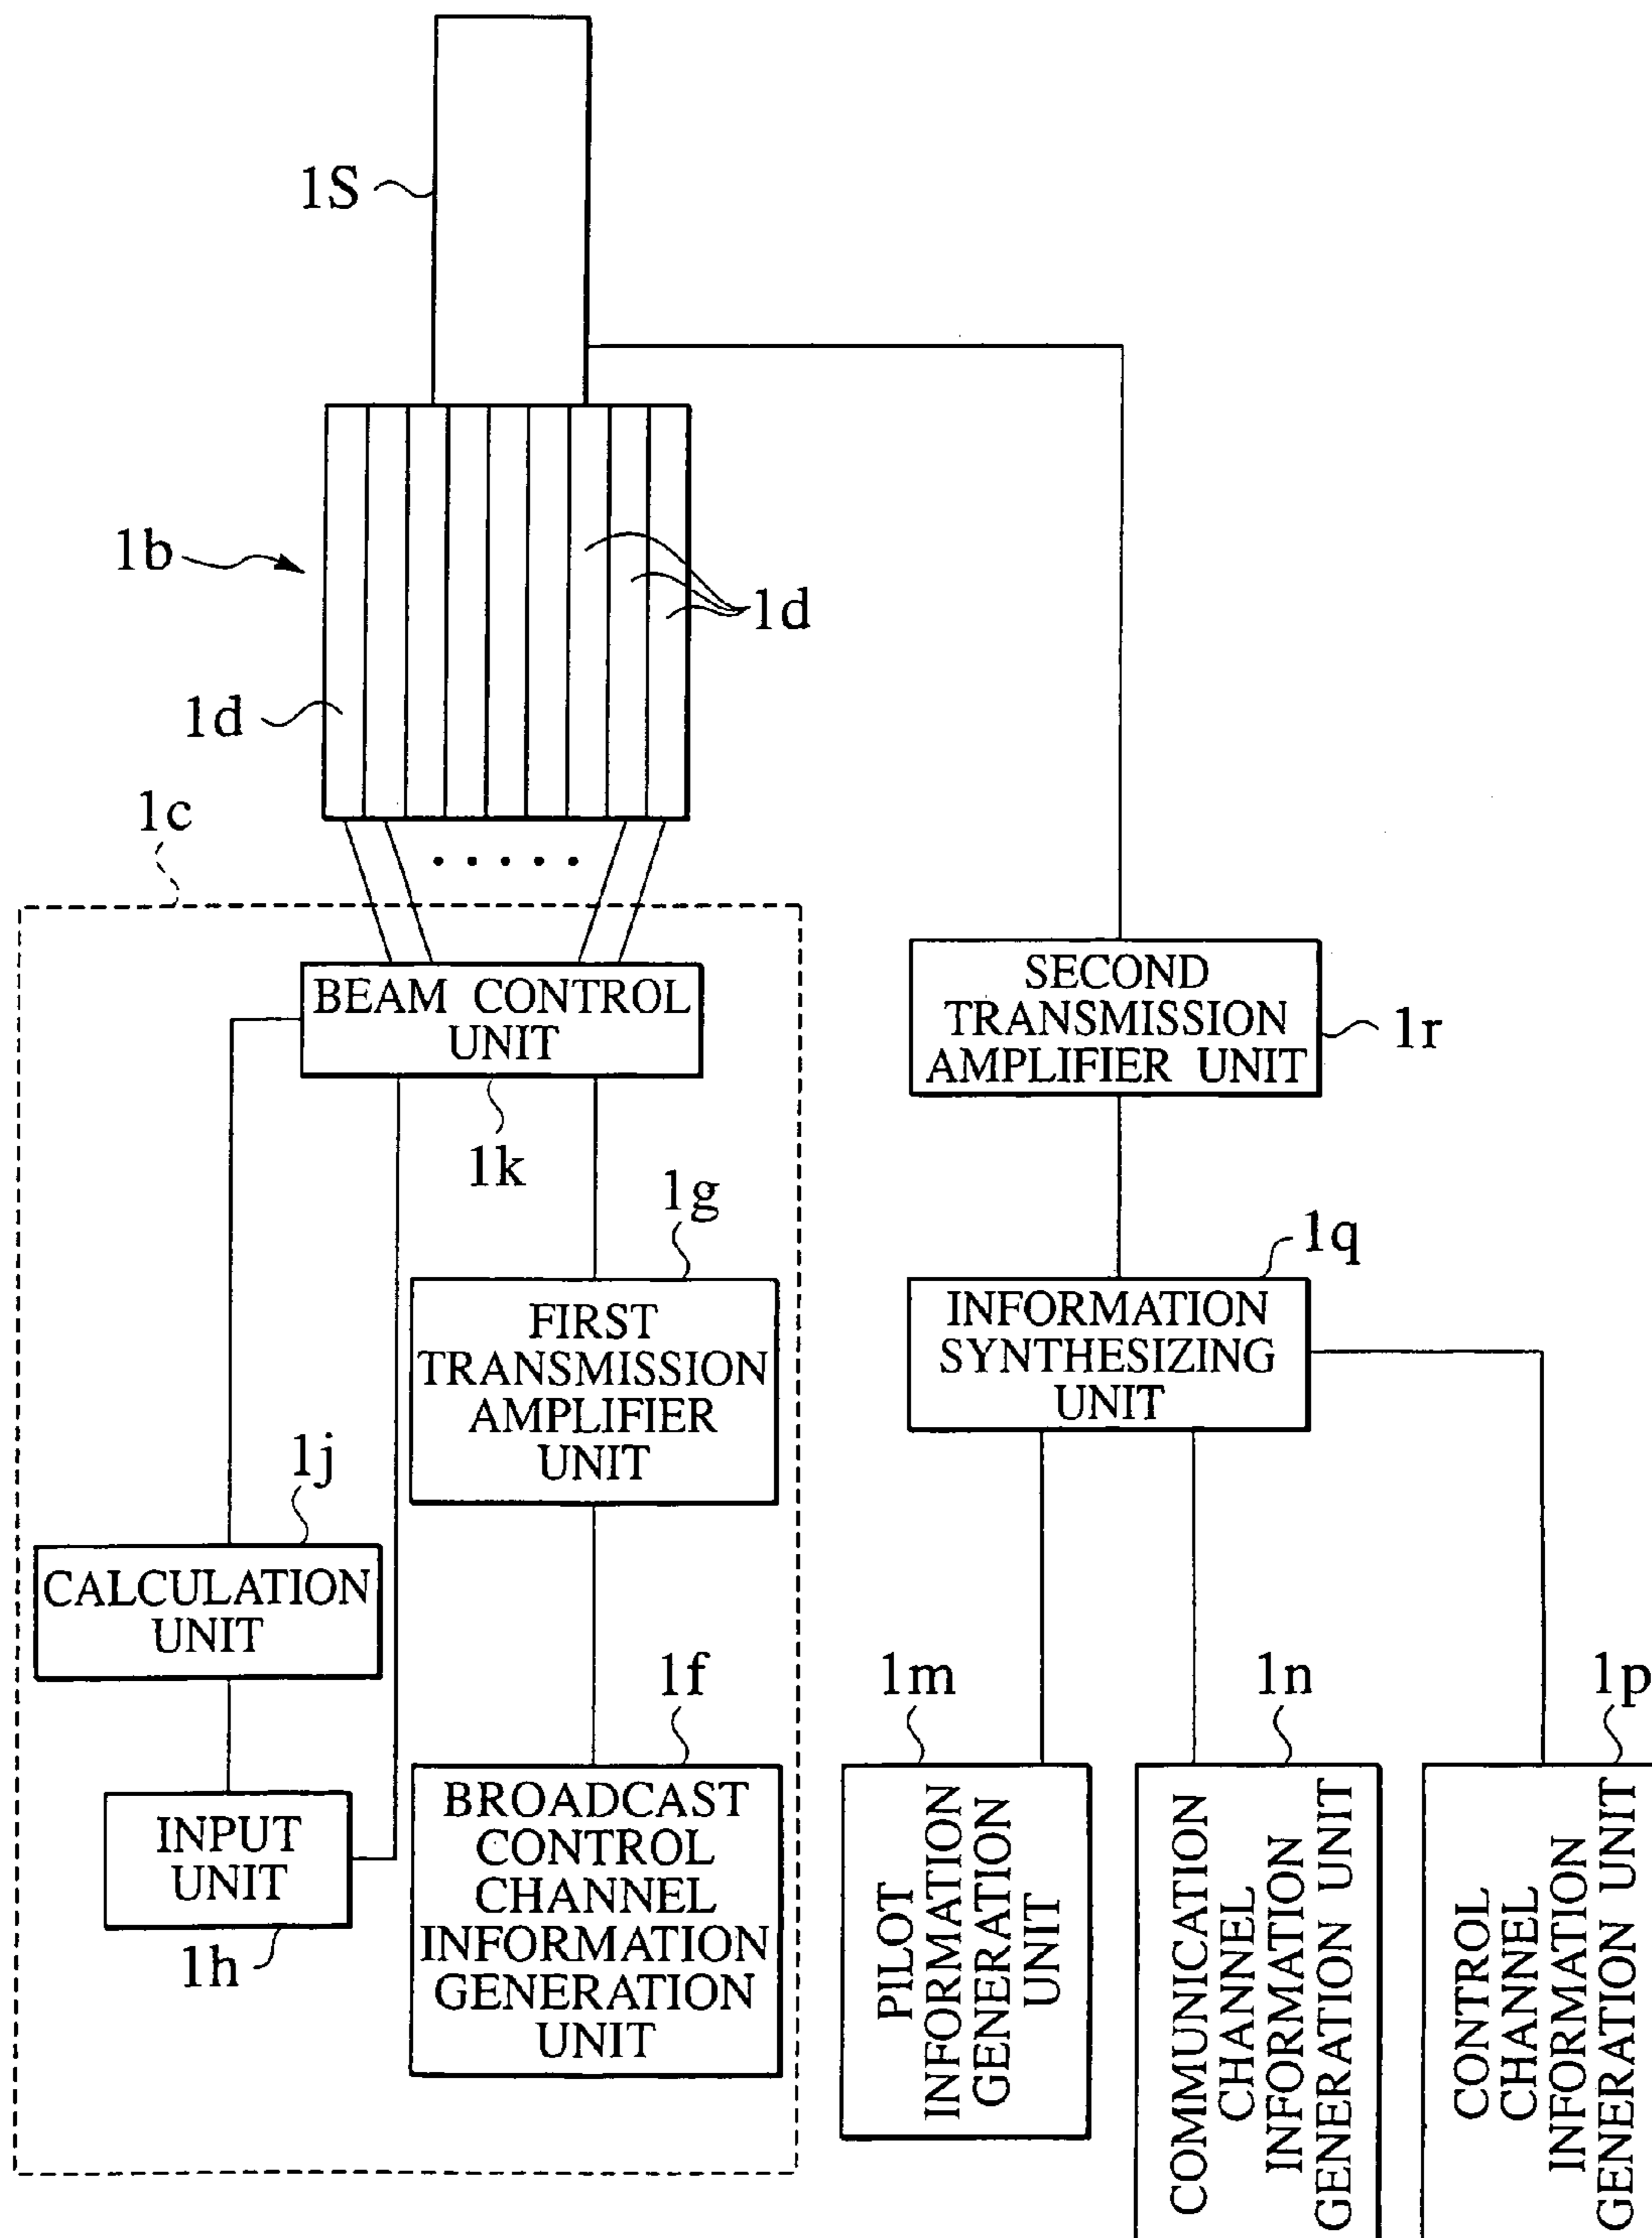 1S
1b
1d
1d
1c
BEAM CONTROL
UNIT
1k
SECOND
TRANSMISSION
AMPLIFIER UNIT
1r
1g
FIRST
TRANSMISSION
AMPLIFIER
UNIT
1q
INFORMATION
SYNTHESIZING
UNIT
1j
CALCULATION
UNIT
INPUT
UNIT
1h
1f
BROADCAST
CONTROL
CHANNEL
INFORMATION
GENERATION
UNIT
1m
PILOT
INFORMATION
GENERATION
UNIT
1n
COMMUNICATION
CHANNEL
INFORMATION
GENERATION UNIT
1p
CONTROL
CHANNEL
INFORMATION
GENERATION UNIT